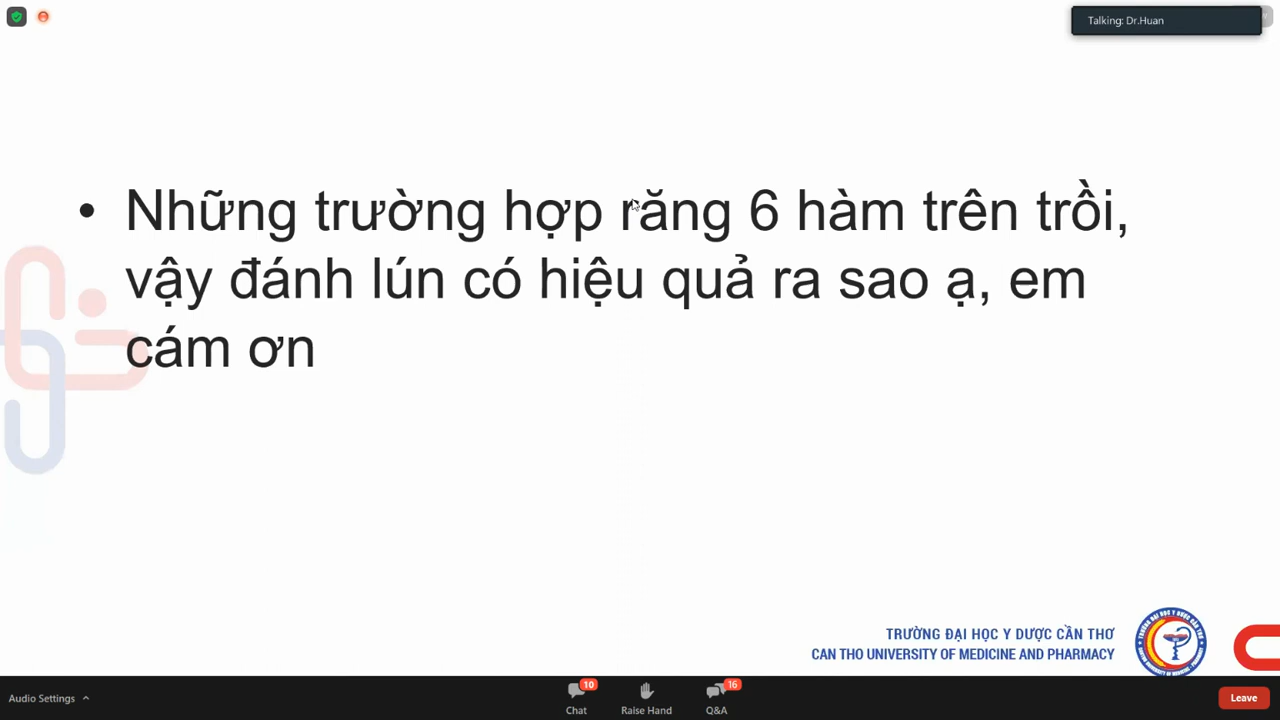 Talking: Dr.Huan
• Những trường hợp răng 6 hàm trên trồi,
vậy đánh lún có hiệu quả ra sao ạ, em
cám ơn
TRƯỜNG ĐẠI HỌC Y DƯỢC CẦN THƠ
CAN THO UNIVERSITY OF MEDICINE AND PHARMACY
Audio Settings
10
Chat
Raise Hand
16
Q&A
Leave